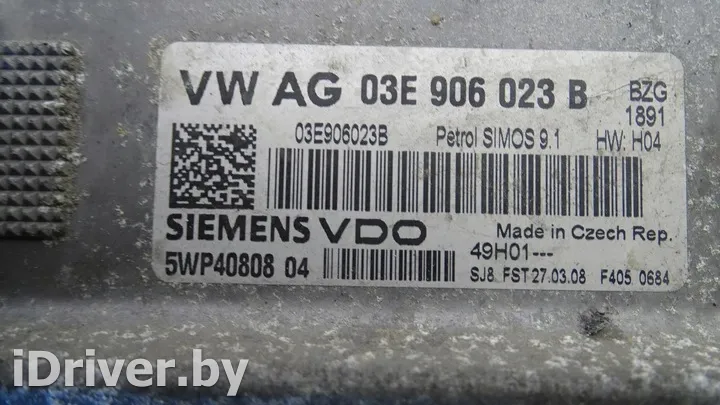 VW AG 03E 906 023 B BZG
1891
03E906023B Petrol SIMOS 9.1 HW: H04
SIEMENS VDO Made in Czech Rep.
5WP40808 04 49H01---
SJ8 FST 27.03.08 F405 0684
iDriver.by